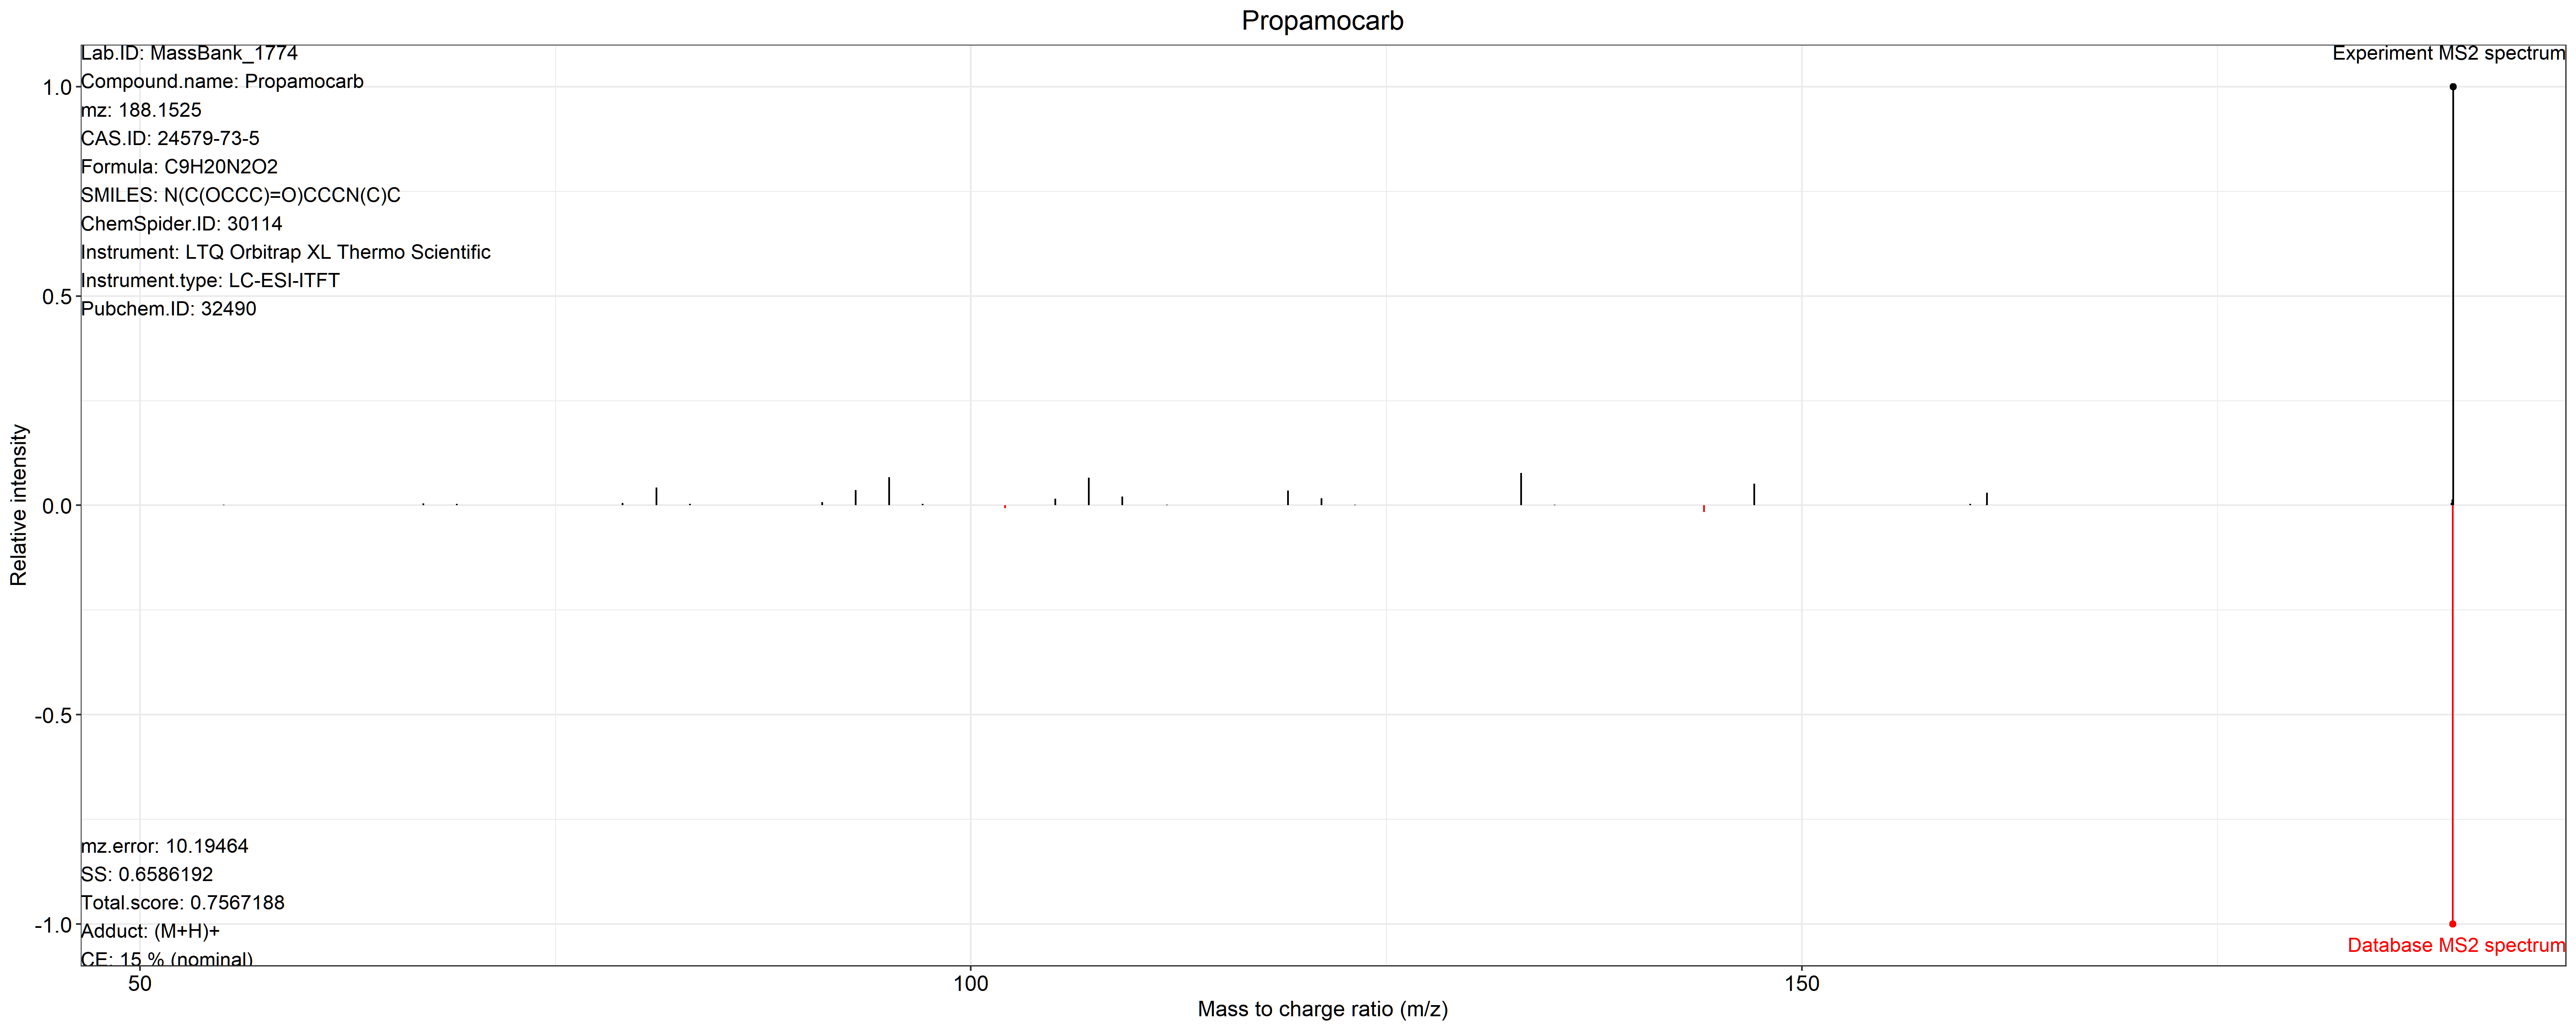 Propamocarb
Lab.ID: MassBank_1774
Experiment MS2 spectrum
Compound.name: Propamocarb
mz: 188.1525
CAS.ID: 24579-73-5
Formula: C9H20N2O2
SMILES: N(C(OCCC)=O)CCCN(C)C
ChemSpider.ID: 30114
Instrument: LTQ Orbitrap XL Thermo Scientific
Instrument.type: LC-ESI-ITFT
Pubchem.ID: 32490
1.0
0.5
0.0
-0.5
-1.0
Relative intensity
mz.error: 10.19464
SS: 0.6586192
Total.score: 0.7567188
Adduct: (M+H)+
CE: 15 % (nominal)
Database MS2 spectrum
50
100
150
Mass to charge ratio (m/z)